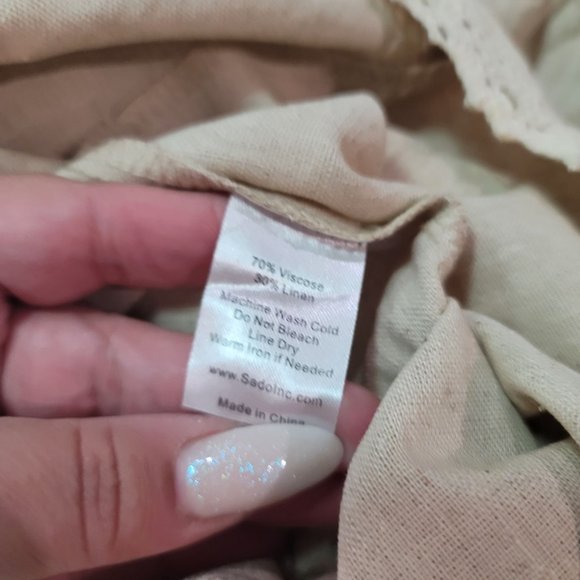 70% Viscose
30% Linen
Machine Wash Cold
Do Not Bleach
Line Dry
Warm Iron if Needed
www.SadoInc.com
Made in China